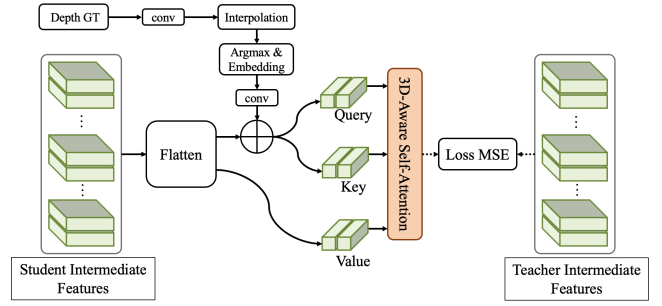 Depth GT
conv
Interpolation
Argmax &
Embedding
conv
Query
Flatten
Key
Value
3D-Aware Self-Attention
Loss MSE
Student Intermediate
Features
Teacher Intermediate
Features